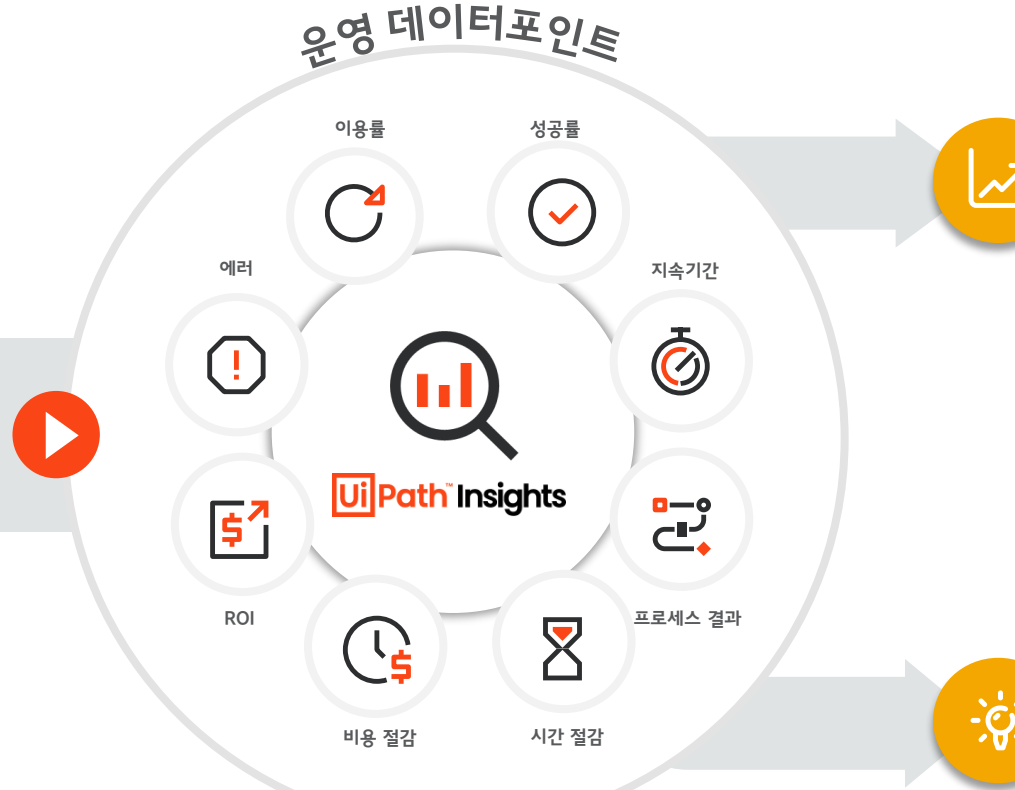 운영 데이터포인트
이용률
성공률
에러
지속기간
UiPath™ Insights
ROI
프로세스 결과
비용 절감
시간 절감